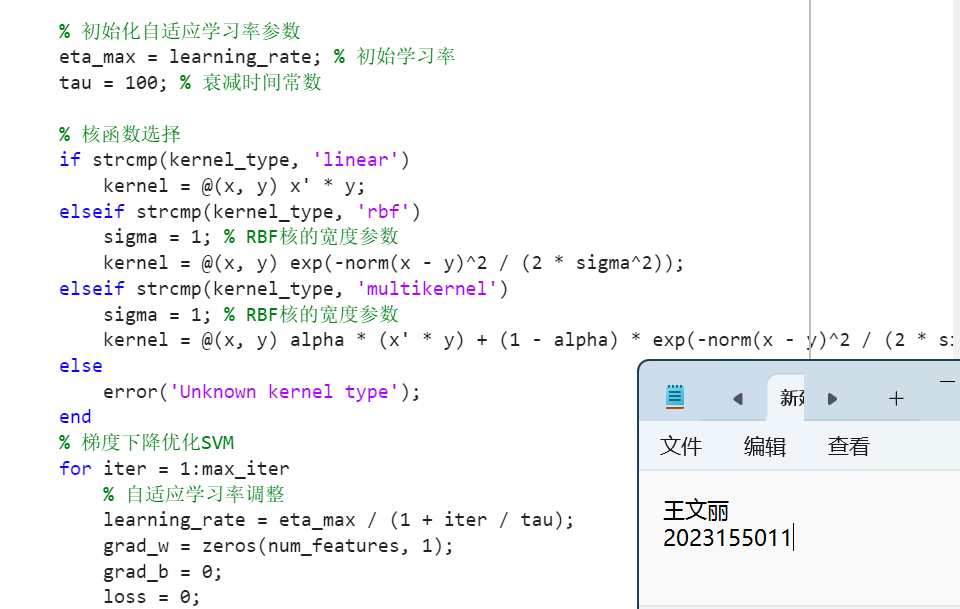 % 初始化自适应学习率参数
eta_max = learning_rate; % 初始学习率
tau = 100; % 衰减时间常数
% 核函数选择
if strcmp(kernel_type, 'linear')
kernel = @(x, y) x' * y;
elseif strcmp(kernel_type, 'rbf')
sigma = 1; % RBF核的宽度参数
kernel = @(x, y) exp(-norm(x - y)^2 / (2 * sigma^2));
elseif strcmp(kernel_type, 'multikernel')
sigma = 1; % RBF核的宽度参数
kernel = @(x, y) alpha * (x' * y) + (1 - alpha) * exp(-norm(x - y)^2 / (2 *
else
error('Unknown kernel type');
end
% 梯度下降优化SVM
for iter = 1:max_iter
% 自适应学习率调整
learning_rate = eta_max / (1 + iter / tau);
grad_w = zeros(num_features, 1);
grad_b = 0;
loss = 0;
新建
文件 编辑 查看
王文丽
2023155011